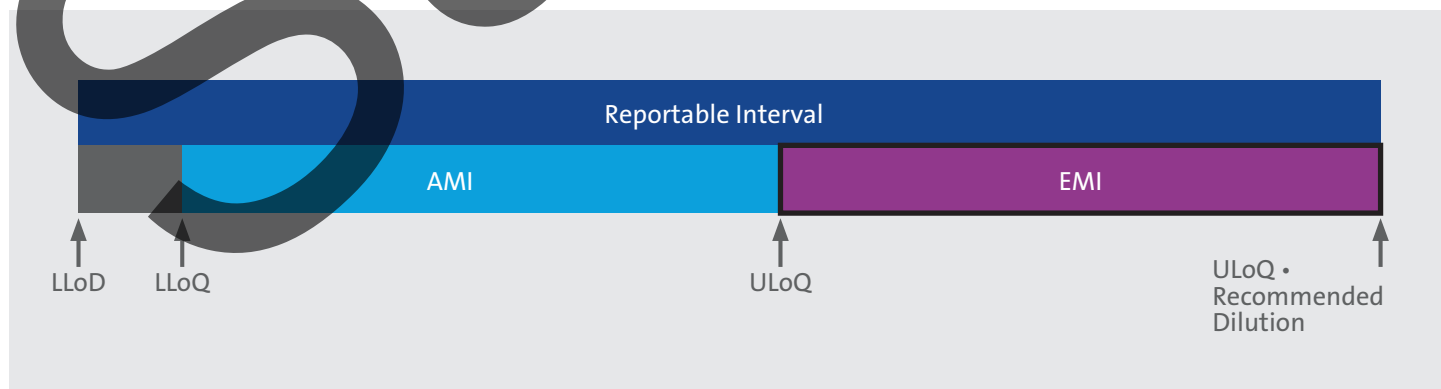 Reportable Interval
AMI
EMI
LLoD
LLoQ
ULoQ
ULoQ •
Recommended
Dilution